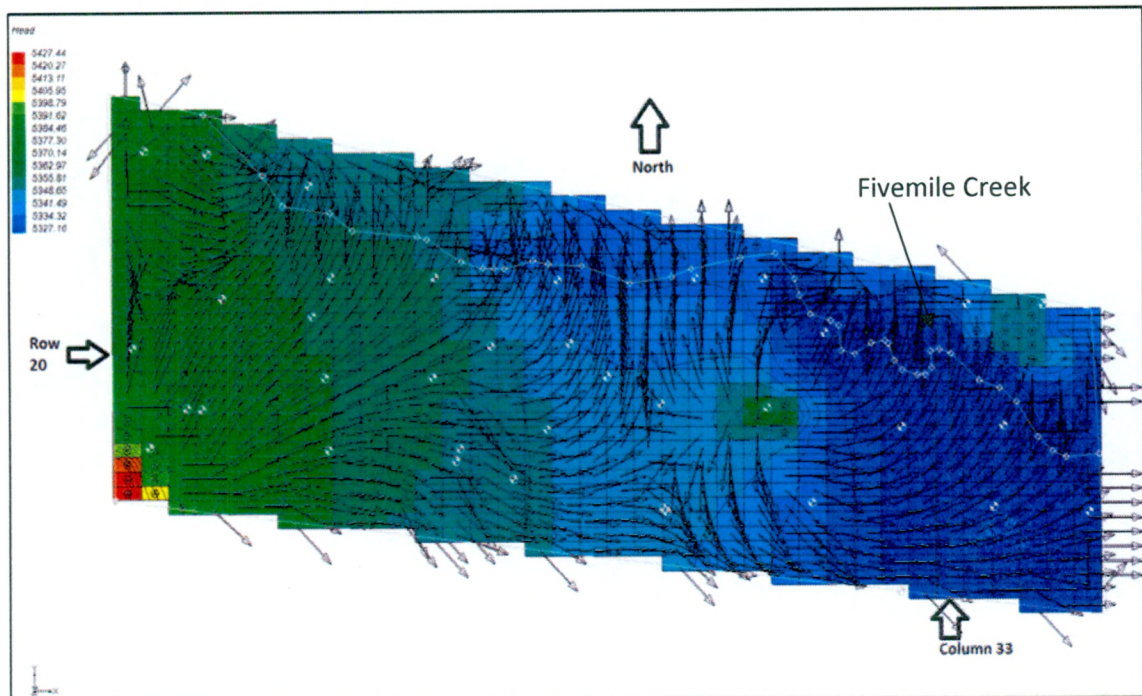 Head
5427.44
5420.27
5413.11
5405.95
5398.79
5391.62
5384.46
5377.30
5370.14
5362.97
5355.81
5348.65
5341.49
5334.32
5327.16
North
Fivemile Creek
Row
20
Column 33
Y
X